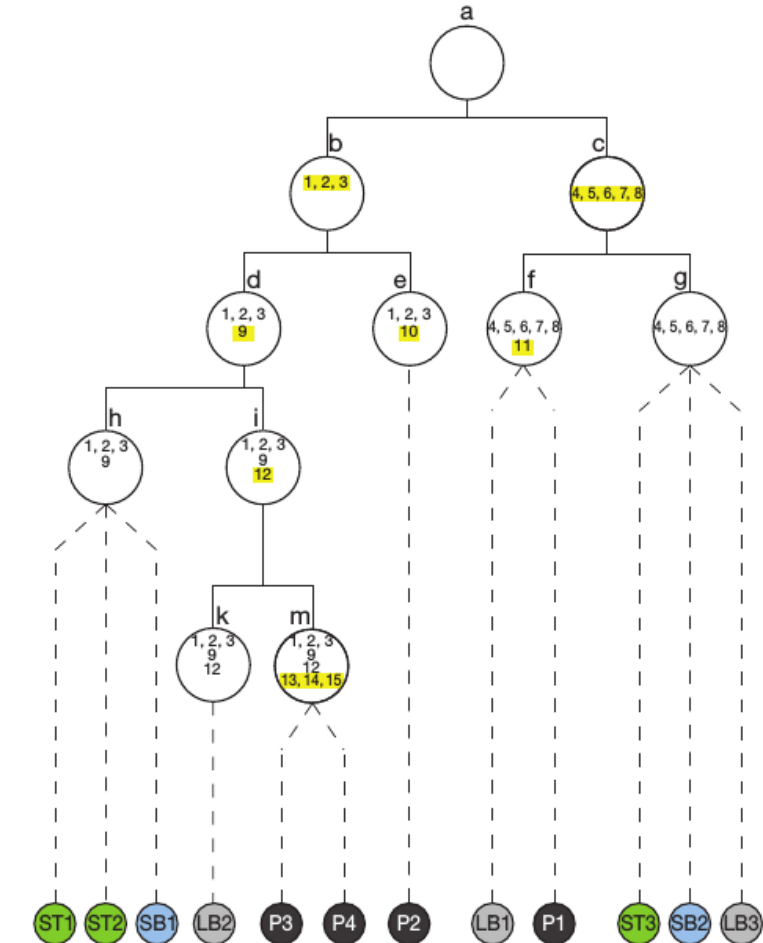 a
b
c
1, 2, 3
4, 5, 6, 7, 8
d
e
f
g
1, 2, 3
9
1, 2, 3
10
4, 5, 6, 7, 8
11
4, 5, 6, 7, 8
h
i
1, 2, 3
9
1, 2, 3
9
12
k
m
1, 2, 3
9
12
1, 2, 3
9
12
13, 14, 15
ST1
ST2
SB1
LB2
P3
P4
P2
LB1
P1
ST3
SB2
LB3